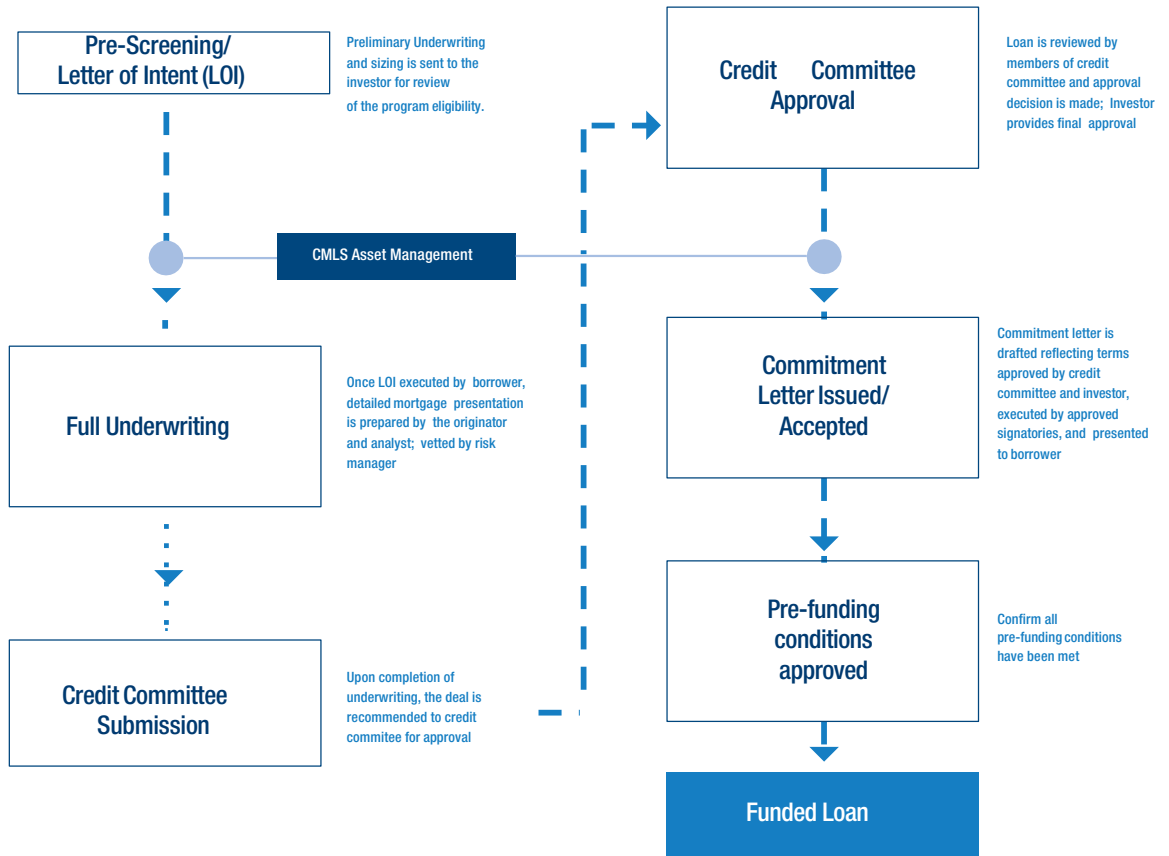 Pre-Screening/
Letter of Intent (LOI)
Preliminary Underwriting
and sizing is sent to the
investor for review
of the program eligibility.
CMLS Asset Management
Full Underwriting
Once LOI executed by borrower,
detailed mortgage presentation
is prepared by the originator
and analyst; vetted by risk
manager
Credit Committee
Submission
Upon completion of
underwriting, the deal is
recommended to credit
commitee for approval
Credit Committee
Approval
Loan is reviewed by
members of credit
committee and approval
decision is made; Investor
provides final approval
Commitment
Letter Issued/
Accepted
Commitment letter is
drafted reflecting terms
approved by credit
committee and investor,
executed by approved
signatories, and presented
to borrower
Pre-funding
conditions
approved
Confirm all
pre-funding conditions
have been met
Funded Loan